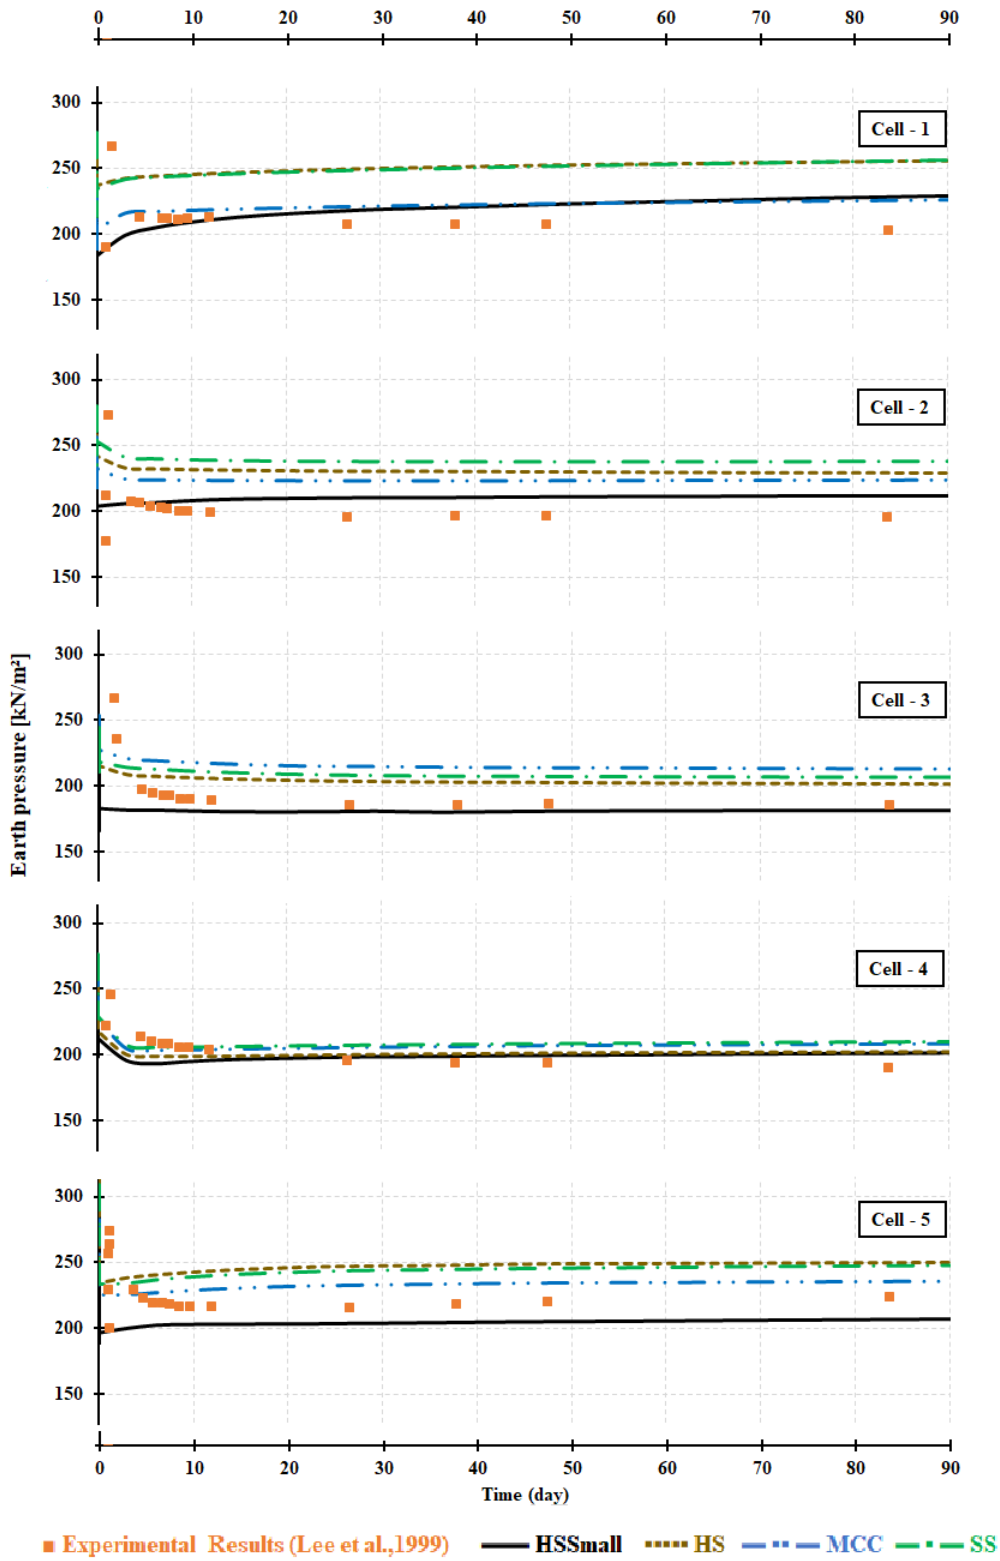 0 10 20 30 40 50 60 70 80 90
300
Cell - 1
250
200
150
300
Cell - 2
250
200
150
Earth pressure [kN/m²]
300
Cell - 3
250
200
150
300
Cell - 4
250
200
150
300
Cell - 5
250
200
150
0 10 20 30 40 50 60 70 80 90
Time (day)
Experimental Results (Lee et al.,1999) HSSmall HS MCC SS